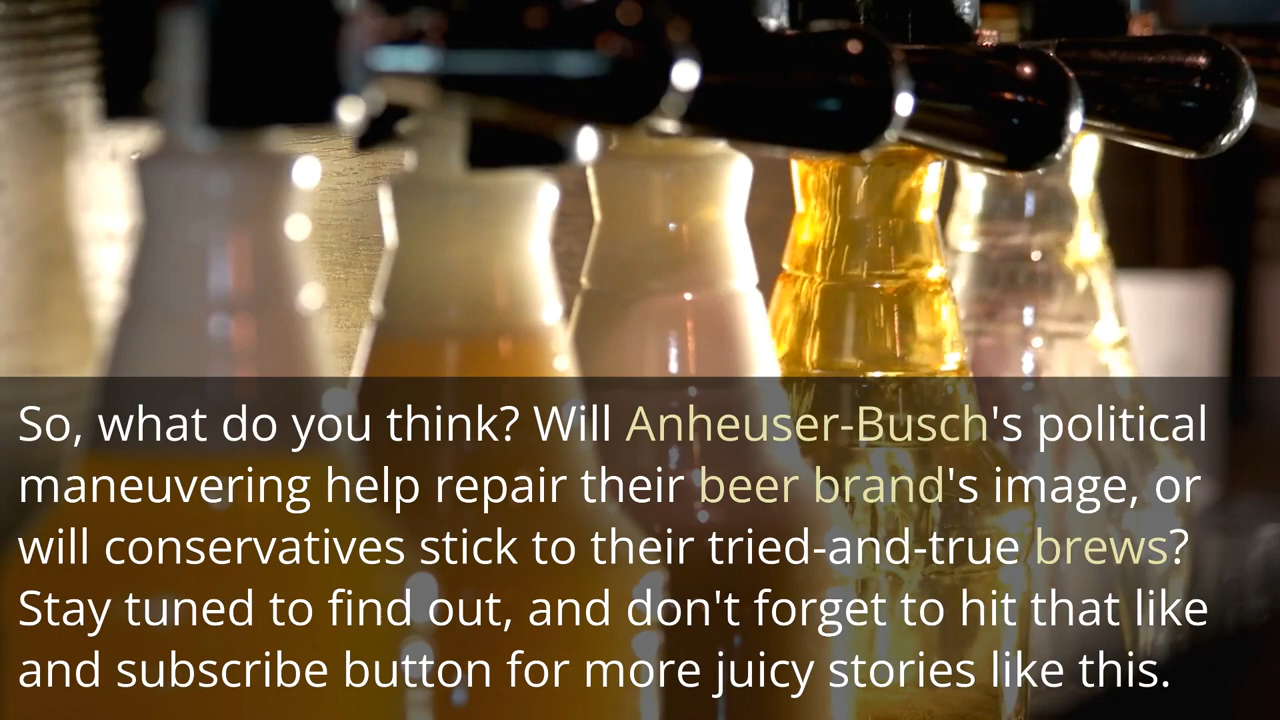 So, what do you think? Will Anheuser-Busch's political
maneuvering help repair their beer brand's image, or
will conservatives stick to their tried-and-true brews?
Stay tuned to find out, and don't forget to hit that like
and subscribe button for more juicy stories like this.